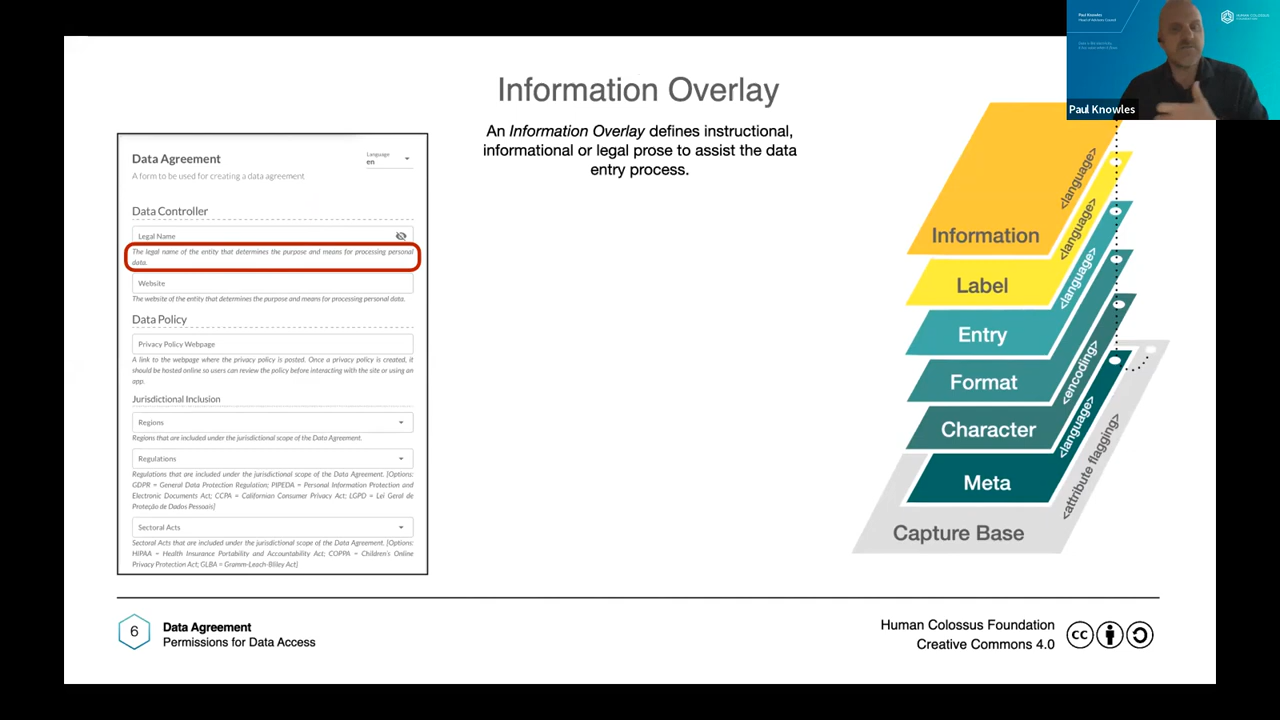 Paul Knowles
HUMAN COLOSSUS
Paul Knowles
Information Overlay
An Information Overlay defines instructional,
informational or legal prose to assist the data
entry process.
Data Agreement
Language
en
A form to be used for creating a data agreement
Data Controller
Legal Name
The legal name of the entity that determines the purpose and means for processing personal
data.
Website
The website of the entity that determines the purpose and means for processing personal data.
Data Policy
Privacy Policy Webpage
A link to the webpage where the privacy policy is posted. Once a privacy policy is created, it
should be hosted online so users can review the policy before interacting with the site or using an
app.
Jurisdictional Inclusion
Regions
Regions that are included under the jurisdictional scope of the Data Agreement.
Regulations
Regulations that are included under the jurisdictional scope of the Data Agreement. [Options:
GDPR = General Data Protection Regulation; PIPEDA = Personal Information Protection and
Electronic Documents Act; CCPA = Californian Consumer Privacy Act; LGPD = Lei Geral de
Proteção de Dados Pessoais]
Sectoral Acts
Sectoral Acts that are included under the jurisdictional scope of the Data Agreement. [Options:
HIPAA = Health Insurance Portability and Accountability Act; COPPA = Children's Online
Privacy Protection Act; GLBA = Gramm-Leach-Bliley Act]
Information
<language>
Label
<language>
Entry
<language>
Format
Character
<encoding>
Meta
<language>
Capture Base
<attribute flagging>
6
Data Agreement
Permissions for Data Access
Human Colossus Foundation
Creative Commons 4.0
cc